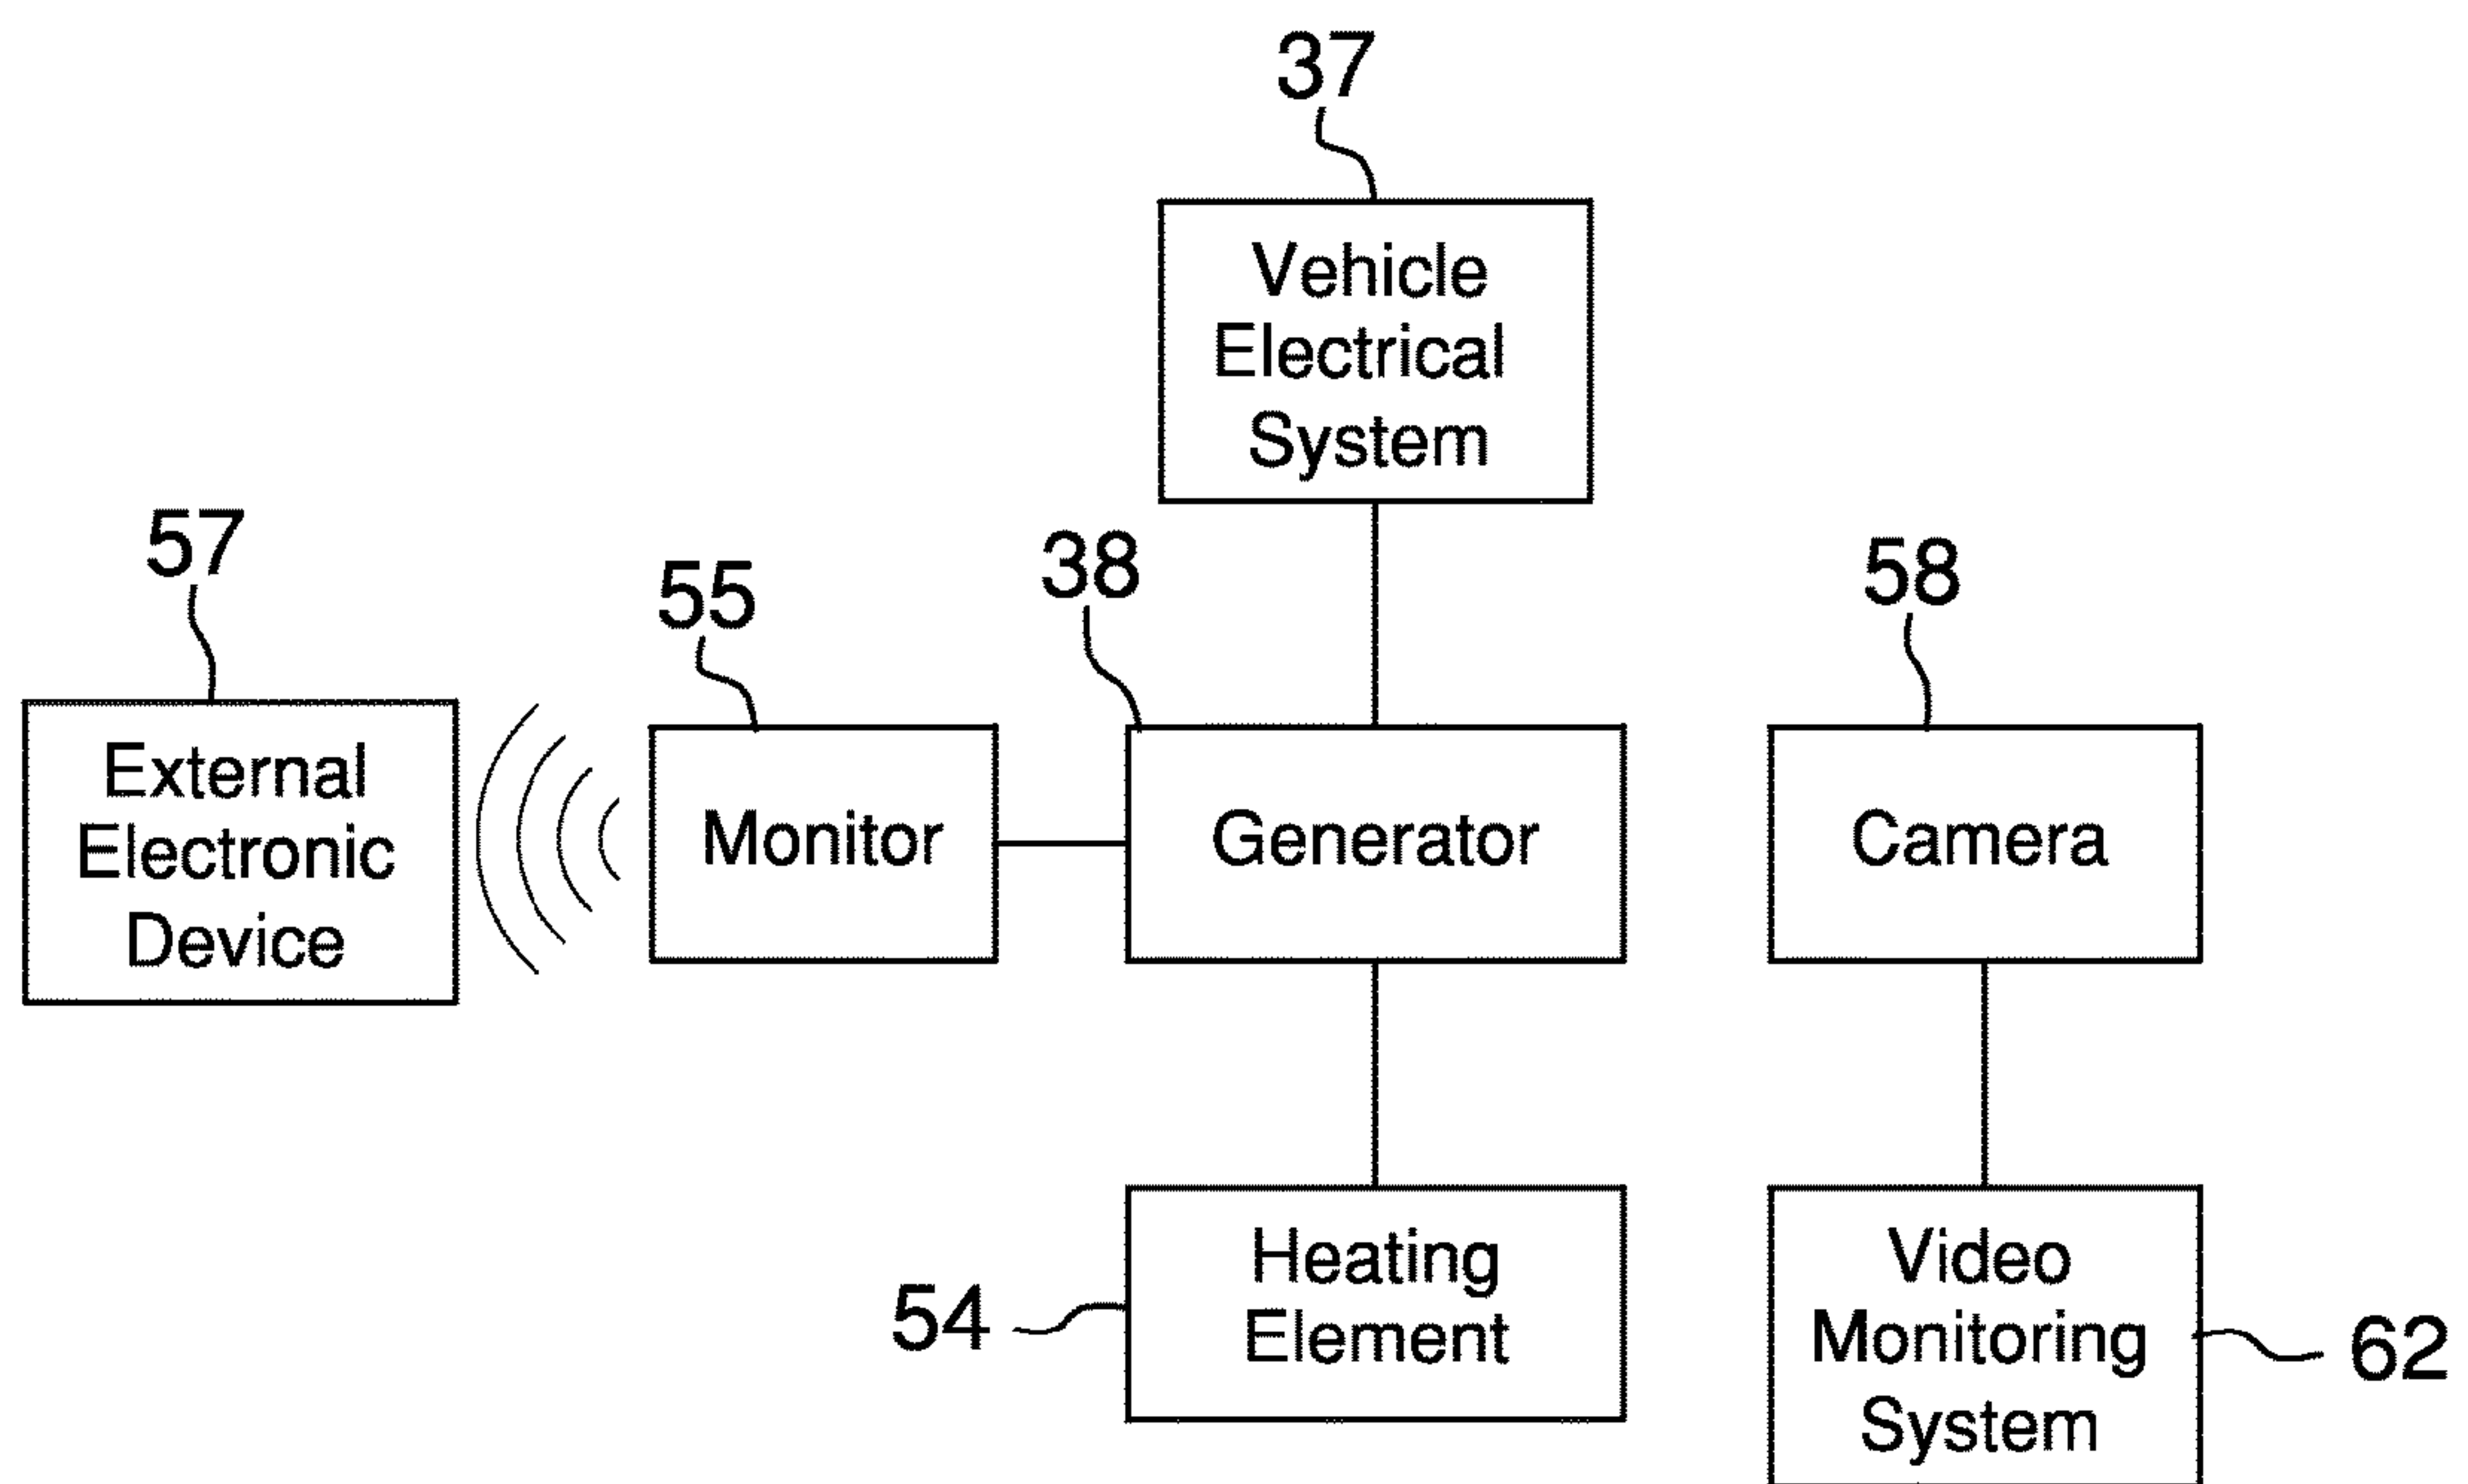 37
Vehicle
Electrical
System
57
External
Electronic
Device
55
Monitor
38
Generator
58
Camera
54
Heating
Element
Video
Monitoring
System
62